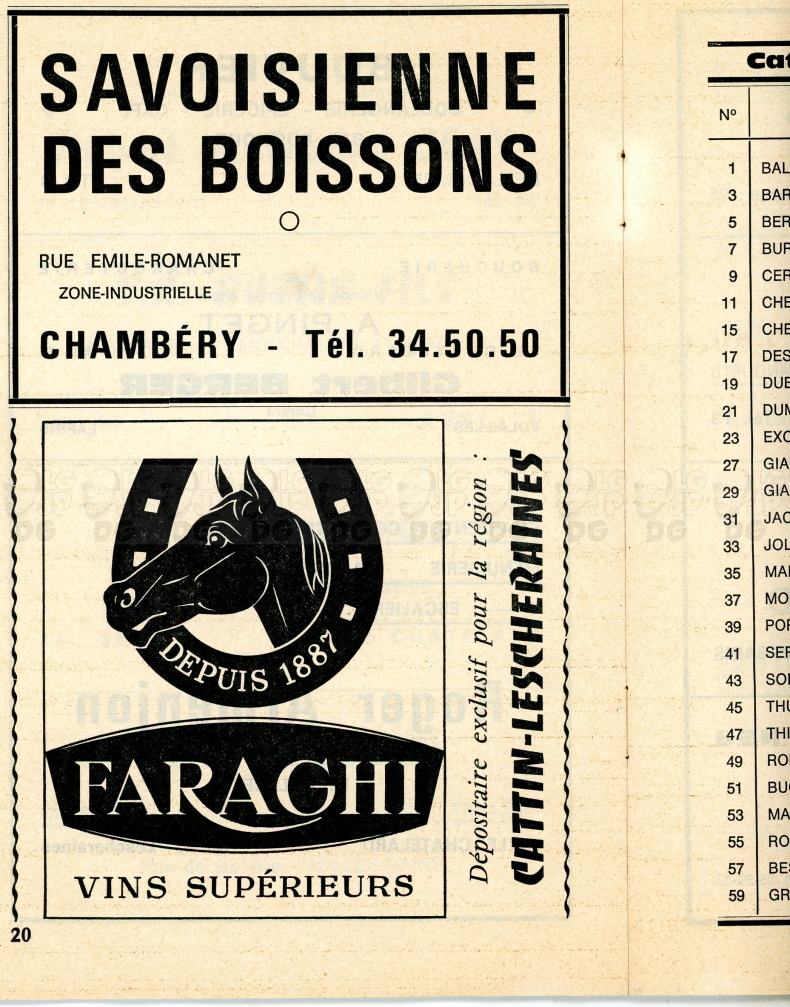 SAVOISIENNE
DES BOISSONS
RUE EMILE-ROMANET
ZONE-INDUSTRIELLE
CHAMBÉRY - Tél. 34.50.50
DEPUIS 1887
FARAGHI
VINS SUPÉRIEURS
Dépositaire exclusif pour la région :
CATTIN-LESCHERAINES
20
Cat
Nº
1 BAL
3 BAR
5 BER
7 BUR
9 CER
11 CHE
15 CHE
17 DES
19 DUE
21 DUM
23 EXC
27 GIA
29 GIA
31 JAC
33 JOL
35 MAI
37 MO
39 POR
41 SER
43 SOI
45 THU
47 THI
49 ROI
51 BUG
53 MA
55 RO
57 BES
59 GR